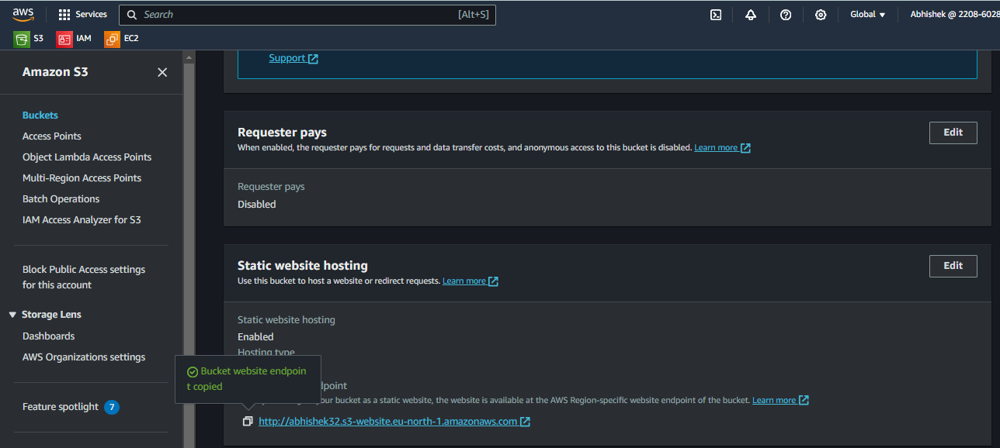 aws
Services
Search [Alt+S]
Global
Abhishek @ 2208-6028
S3 IAM EC2
Amazon S3
Buckets
Access Points
Object Lambda Access Points
Multi-Region Access Points
Batch Operations
IAM Access Analyzer for S3
Block Public Access settings
for this account
Storage Lens
Dashboards
AWS Organizations settings
Feature spotlight 7
Support
Requester pays
Edit
When enabled, the requester pays for requests and data transfer costs, and anonymous access to this bucket is disabled. Learn more
Requester pays
Disabled
Static website hosting
Edit
Use this bucket to host a website or redirect requests. Learn more
Static website hosting
Enabled
Hosting type
Bucket website endpoin
t copied
dpoint
your bucket as a static website, the website is available at the AWS Region-specific website endpoint of the bucket. Learn more
http://abhishek32.s3-website.eu-north-1.amazonaws.com